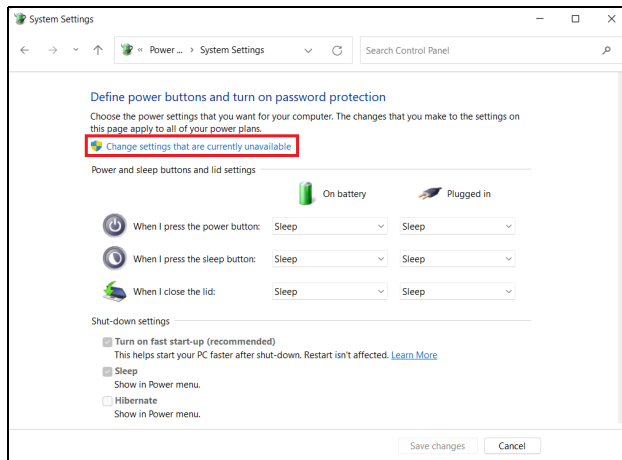 System Settings
« Power ... › System Settings
Search Control Panel
Define power buttons and turn on password protection
Choose the power settings that you want for your computer. The changes that you make to the settings on
this page apply to all of your power plans.
Change settings that are currently unavailable
Power and sleep buttons and lid settings
On battery Plugged in
When I press the power button: Sleep Sleep
When I press the sleep button: Sleep Sleep
When I close the lid: Sleep Sleep
Shut-down settings
Turn on fast start-up (recommended)
This helps start your PC faster after shut-down. Restart isn't affected. Learn More
Sleep
Show in Power menu.
Hibernate
Show in Power menu.
Save changes Cancel